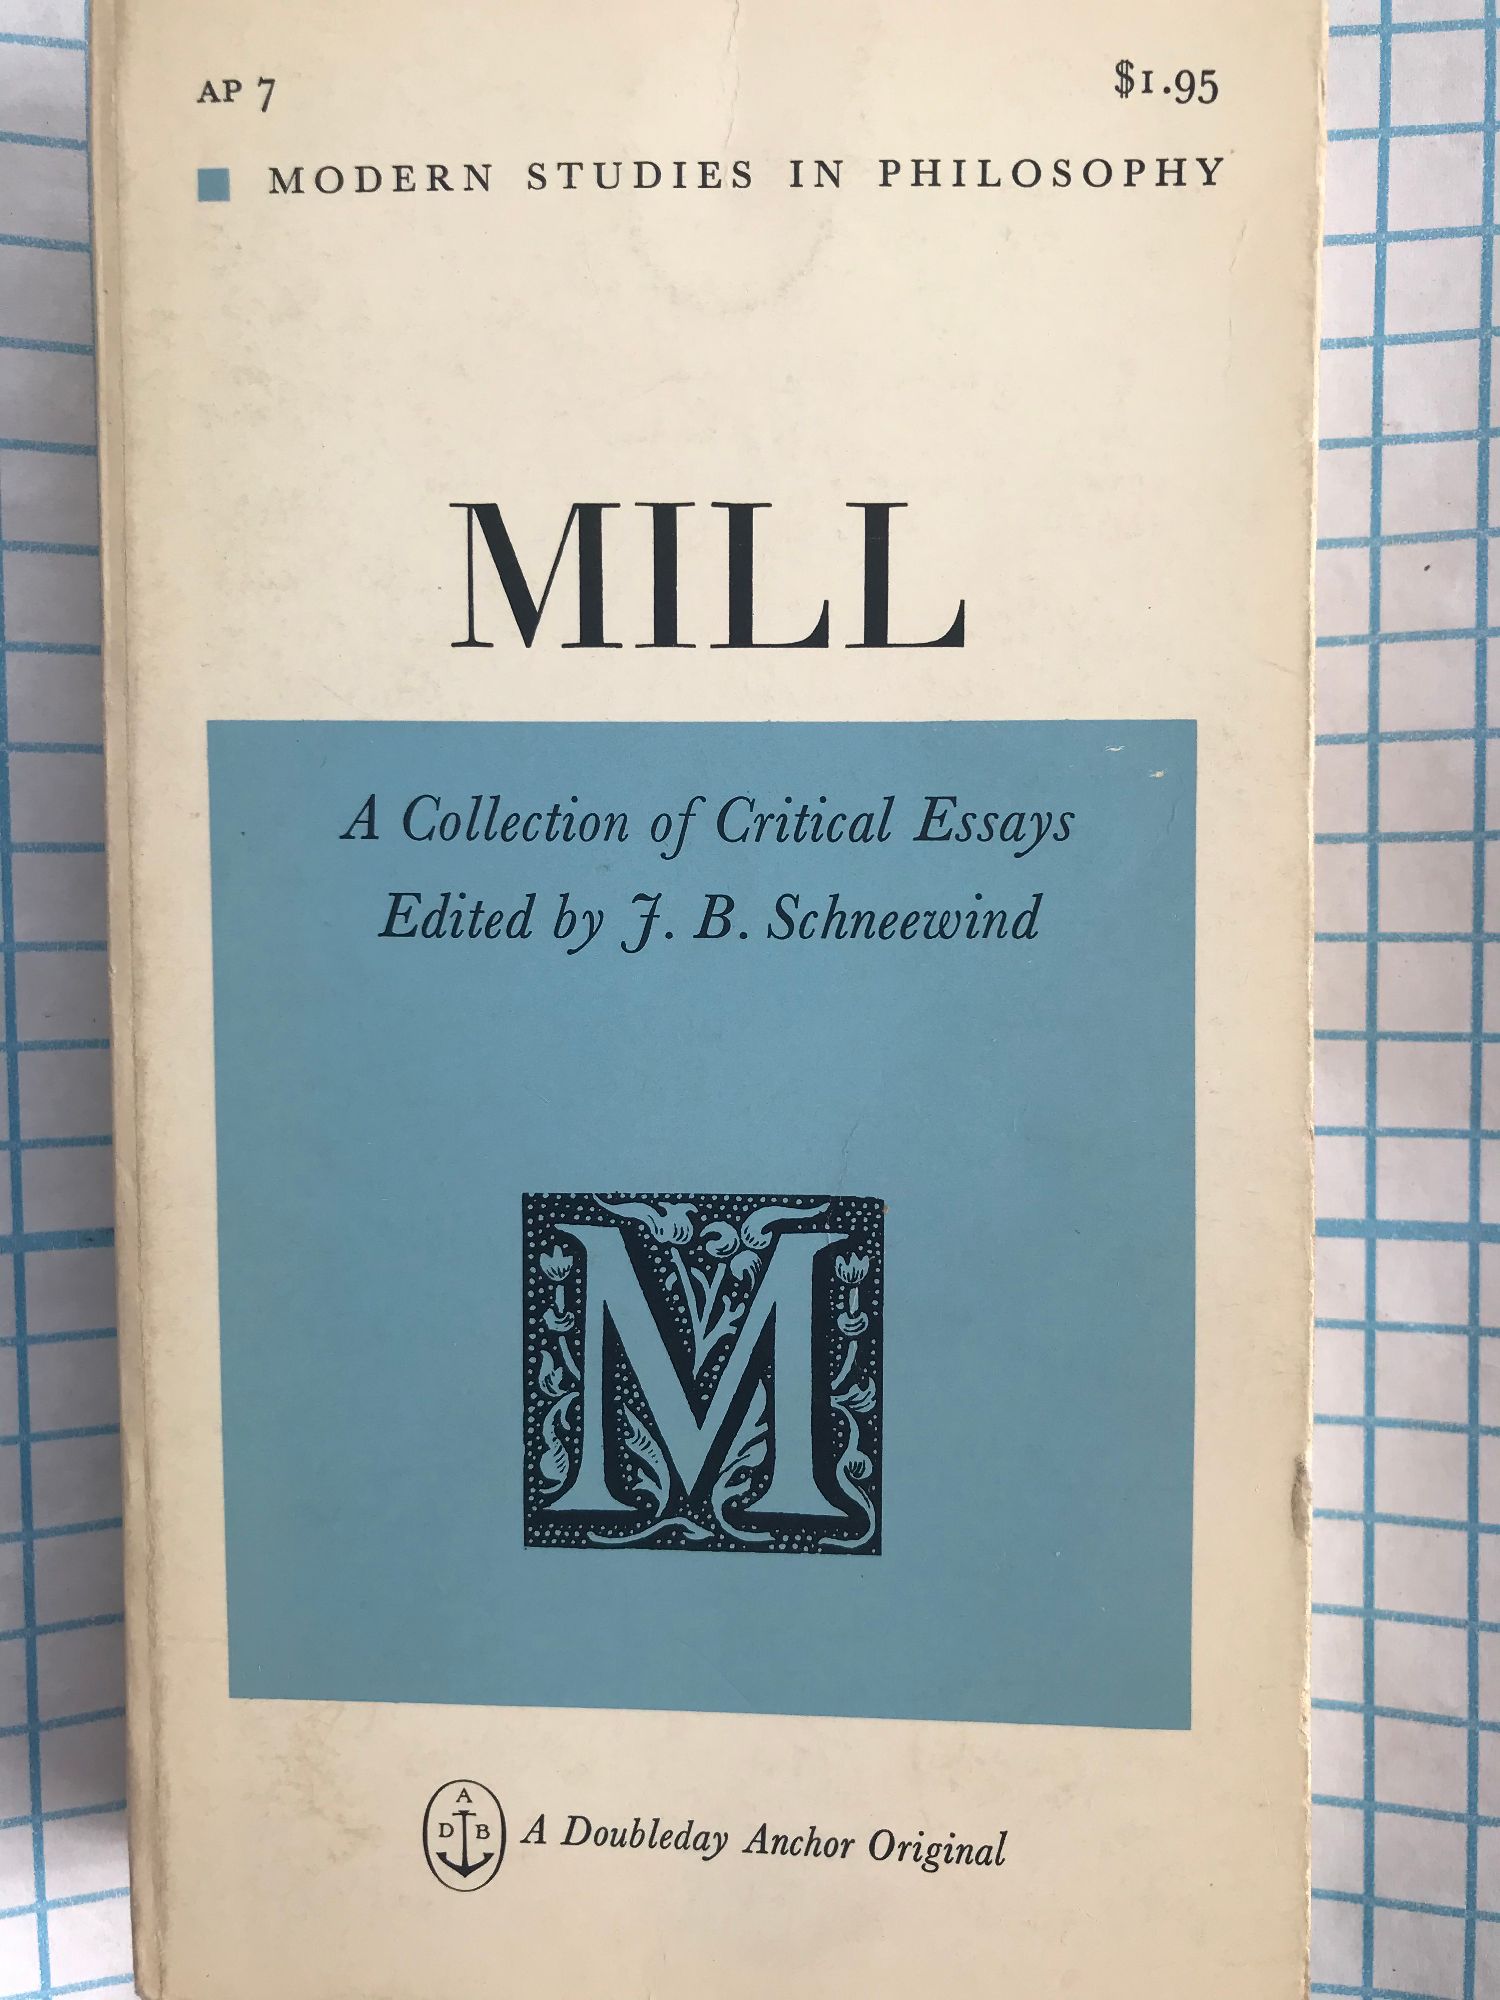 AP 7 $1.95
MODERN STUDIES IN PHILOSOPHY
MILL
A Collection of Critical Essays
Edited by J. B. Schneewind
M
A
D B
A Doubleday Anchor Original